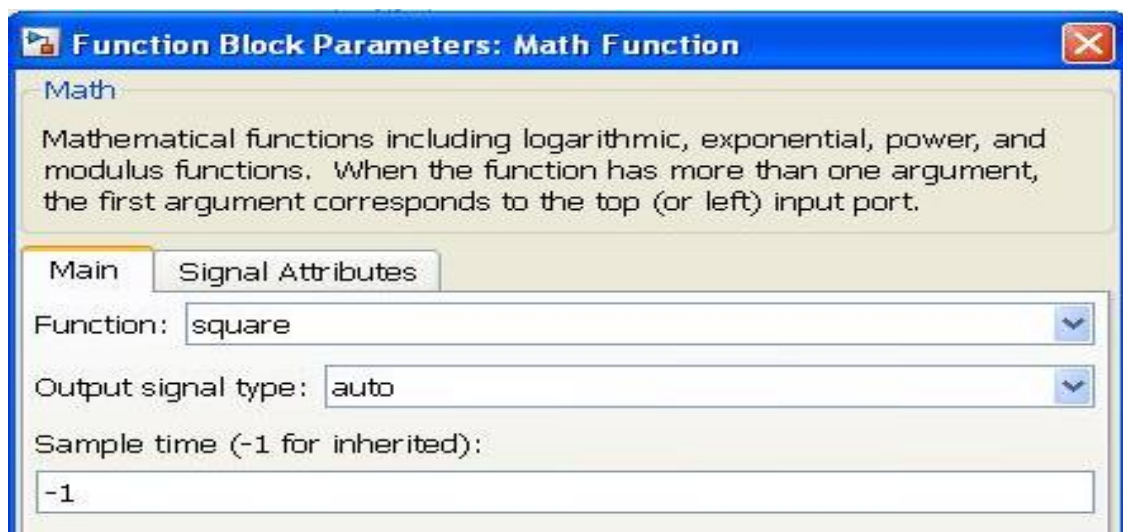 Function Block Parameters: Math Function
Math
Mathematical functions including logarithmic, exponential, power, and
modulus functions. When the function has more than one argument,
the first argument corresponds to the top (or left) input port.
Main
Signal Attributes
Function: square
Output signal type: auto
Sample time (-1 for inherited):
-1